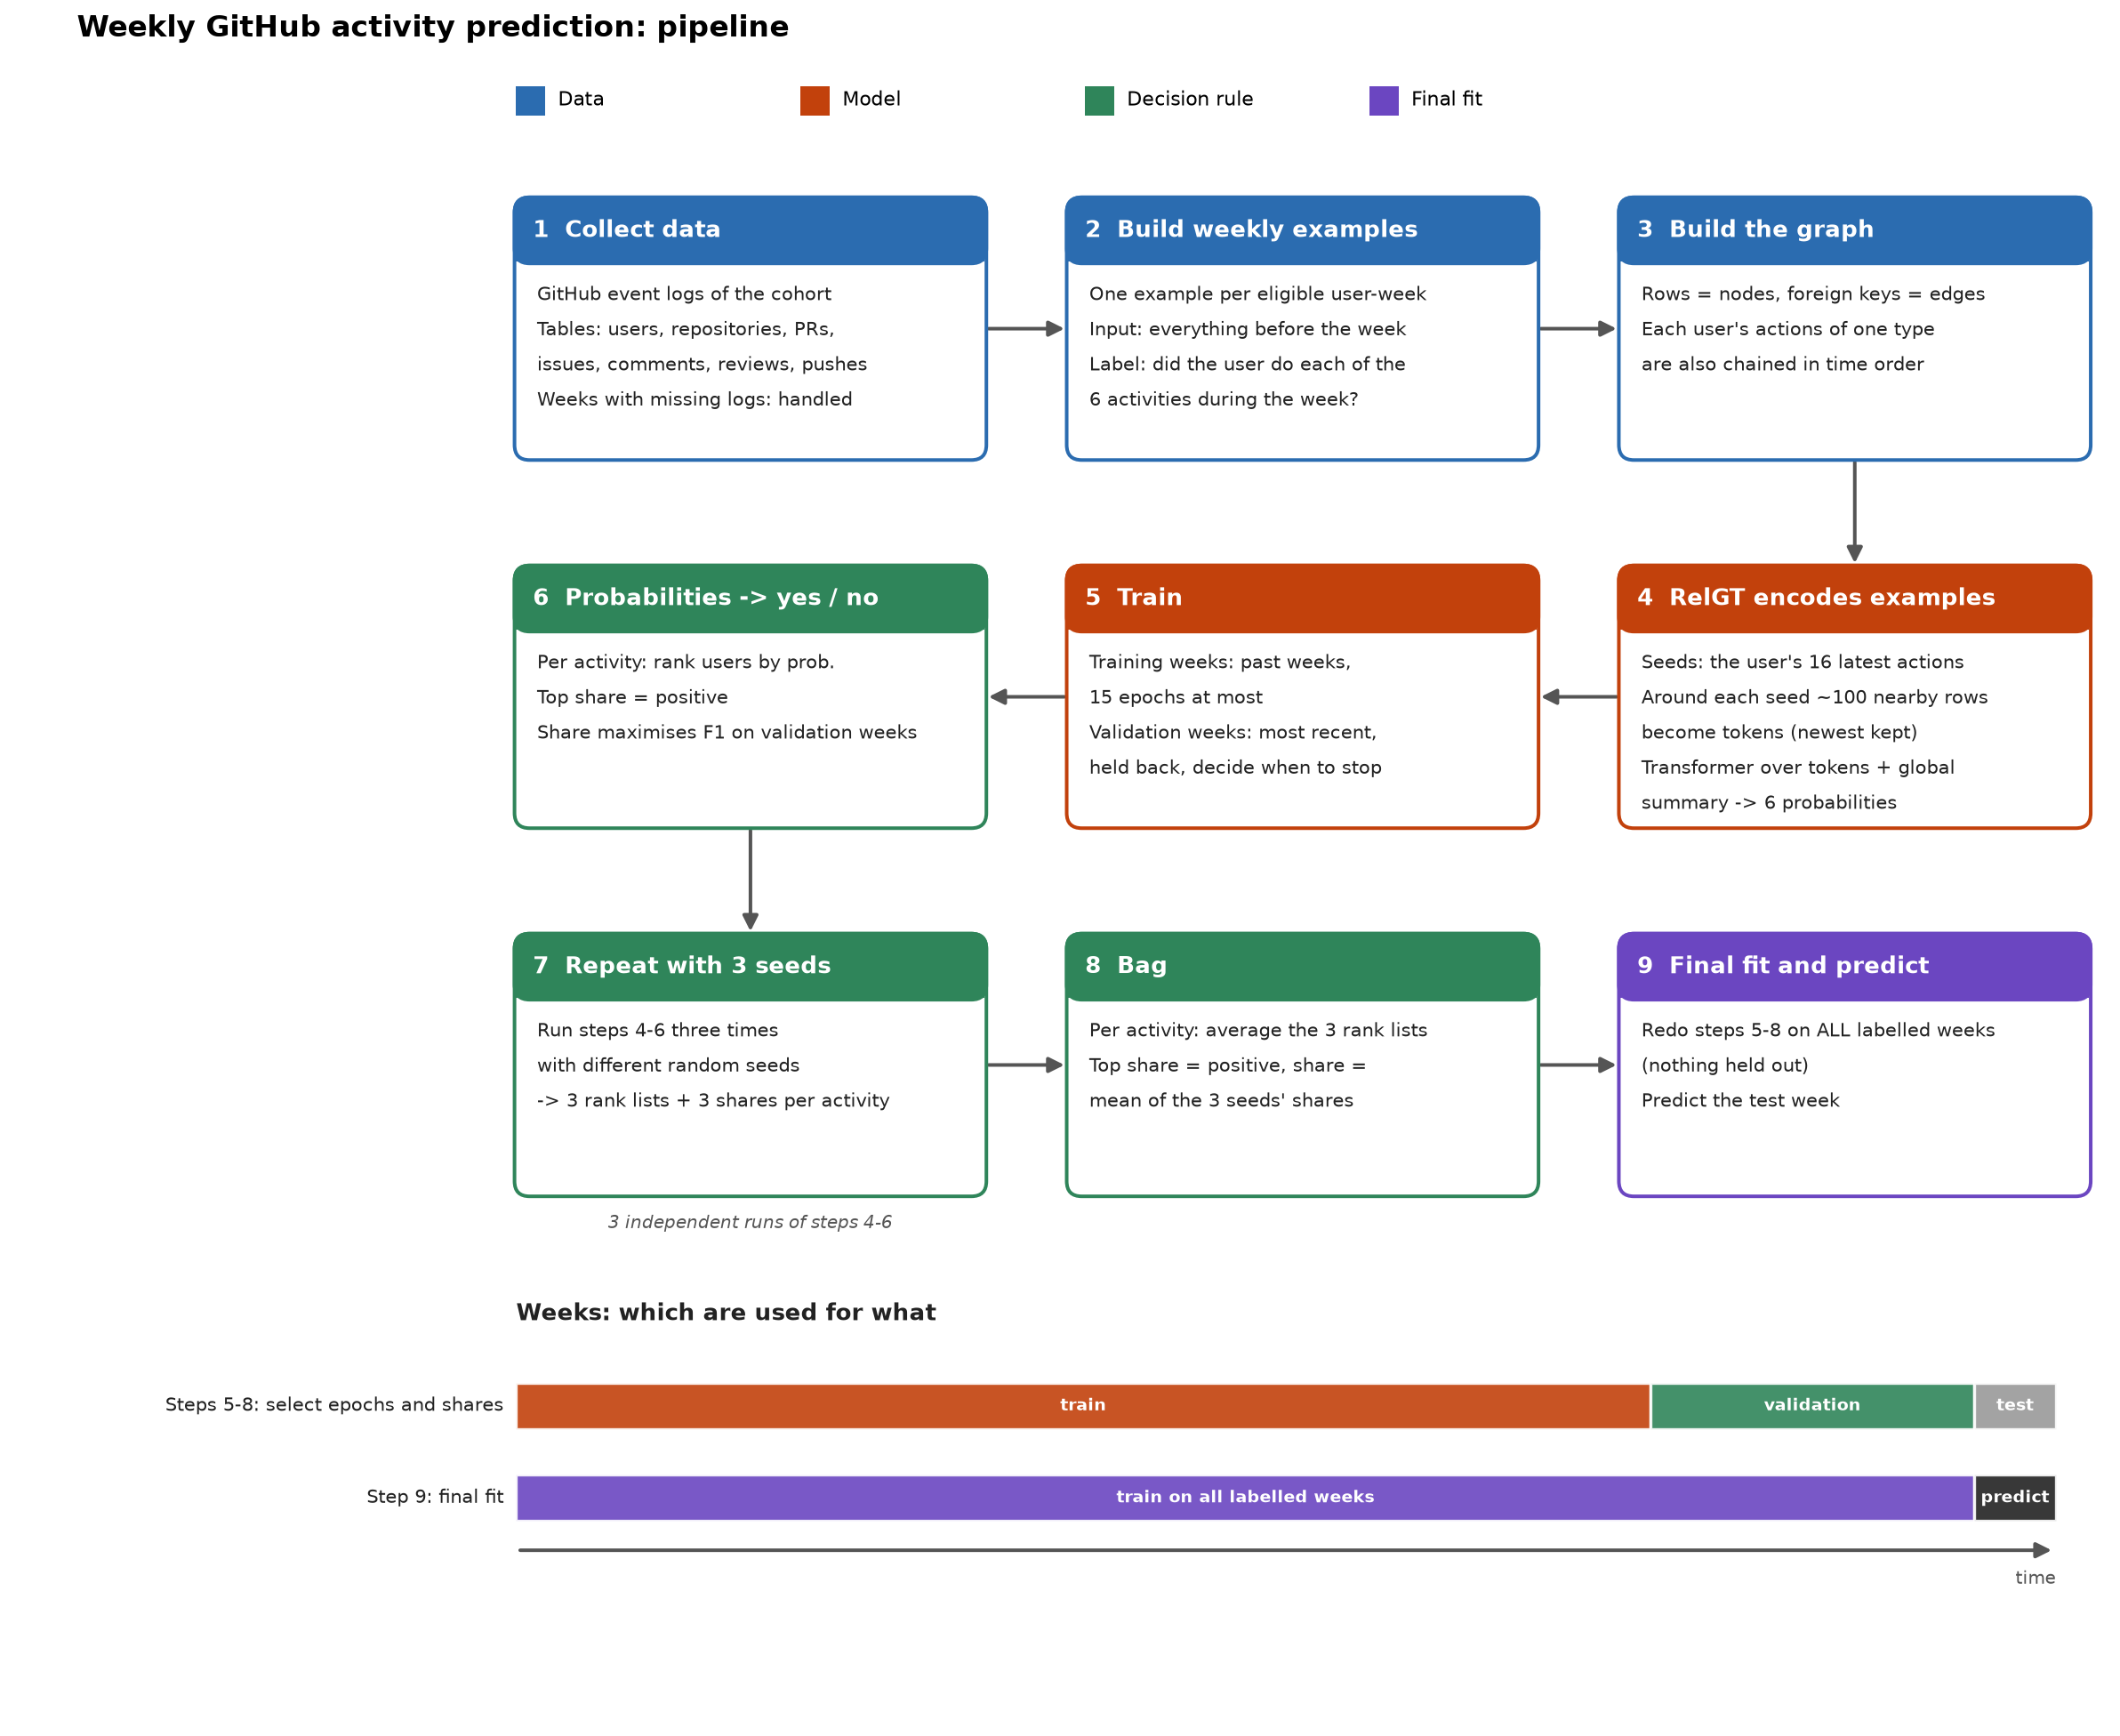 Weekly GitHub activity prediction: pipeline
Data
Model
Decision rule
Final fit
1 Collect data
GitHub event logs of the cohort
Tables: users, repositories, PRs,
issues, comments, reviews, pushes
Weeks with missing logs: handled
2 Build weekly examples
One example per eligible user-week
Input: everything before the week
Label: did the user do each of the
6 activities during the week?
3 Build the graph
Rows = nodes, foreign keys = edges
Each user's actions of one type
are also chained in time order
4 RelGT encodes examples
Seeds: the user's 16 latest actions
Around each seed ~100 nearby rows
become tokens (newest kept)
Transformer over tokens + global
summary -> 6 probabilities
5 Train
Training weeks: past weeks,
15 epochs at most
Validation weeks: most recent,
held back, decide when to stop
6 Probabilities -> yes / no
Per activity: rank users by prob.
Top share = positive
Share maximises F1 on validation weeks
7 Repeat with 3 seeds
Run steps 4-6 three times
with different random seeds
-> 3 rank lists + 3 shares per activity
3 independent runs of steps 4-6
8 Bag
Per activity: average the 3 rank lists
Top share = positive, share =
mean of the 3 seeds' shares
9 Final fit and predict
Redo steps 5-8 on ALL labelled weeks
(nothing held out)
Predict the test week
Weeks: which are used for what
Steps 5-8: select epochs and shares
train
validation
test
Step 9: final fit
train on all labelled weeks
predict
time